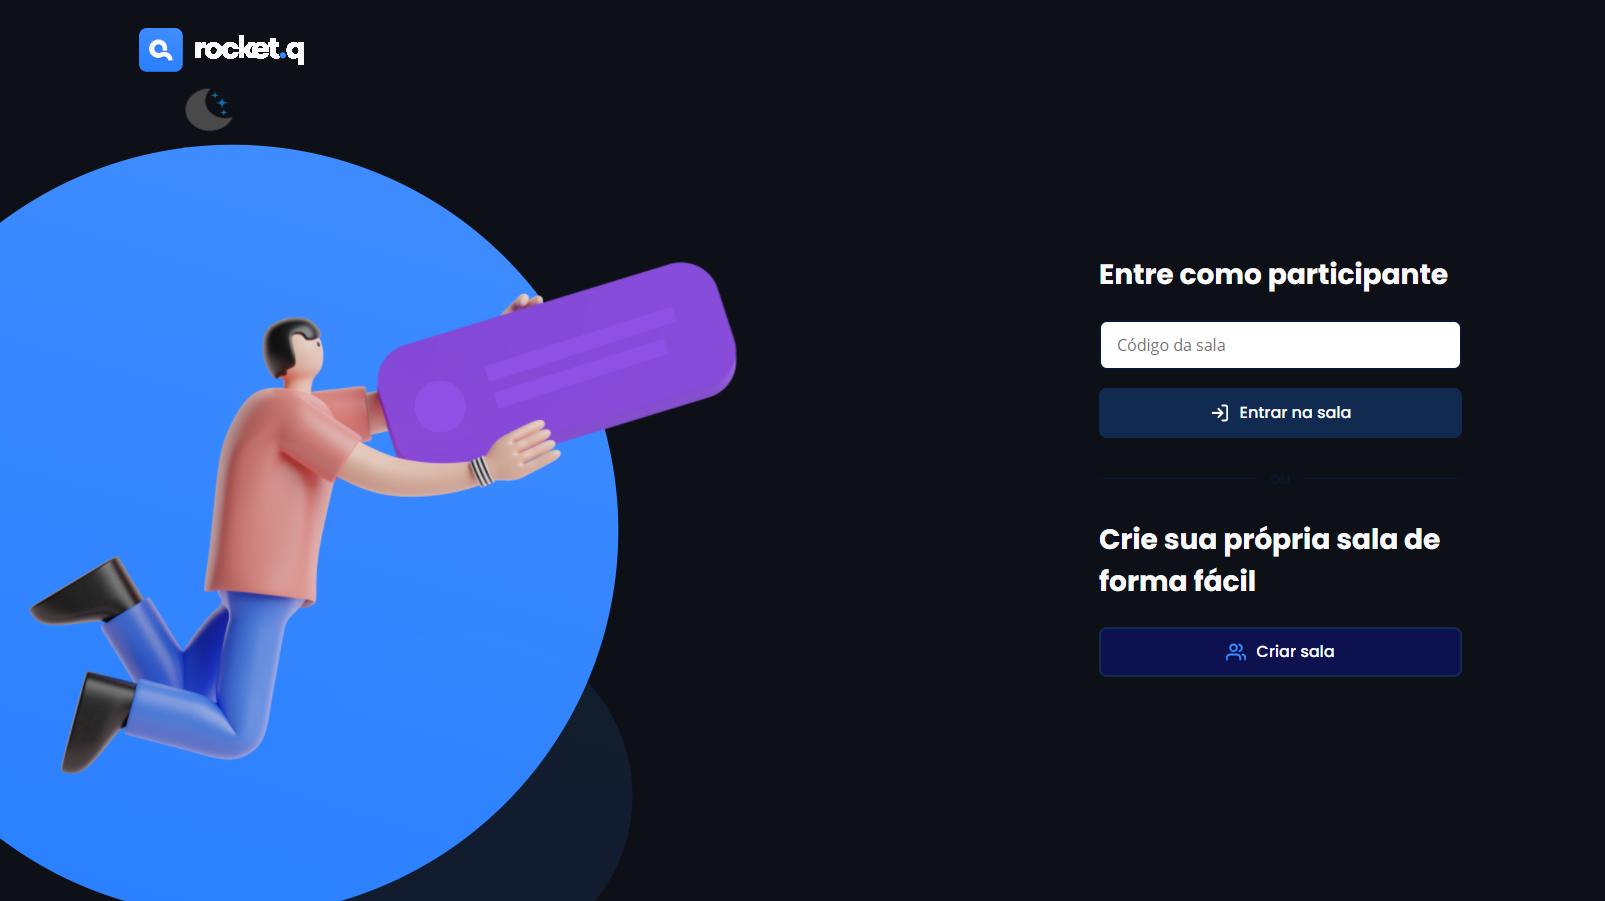 rocket.q
Entre como participante
Código da sala
Entrar na sala
ou
Crie sua própria sala de
forma fácil
Criar sala